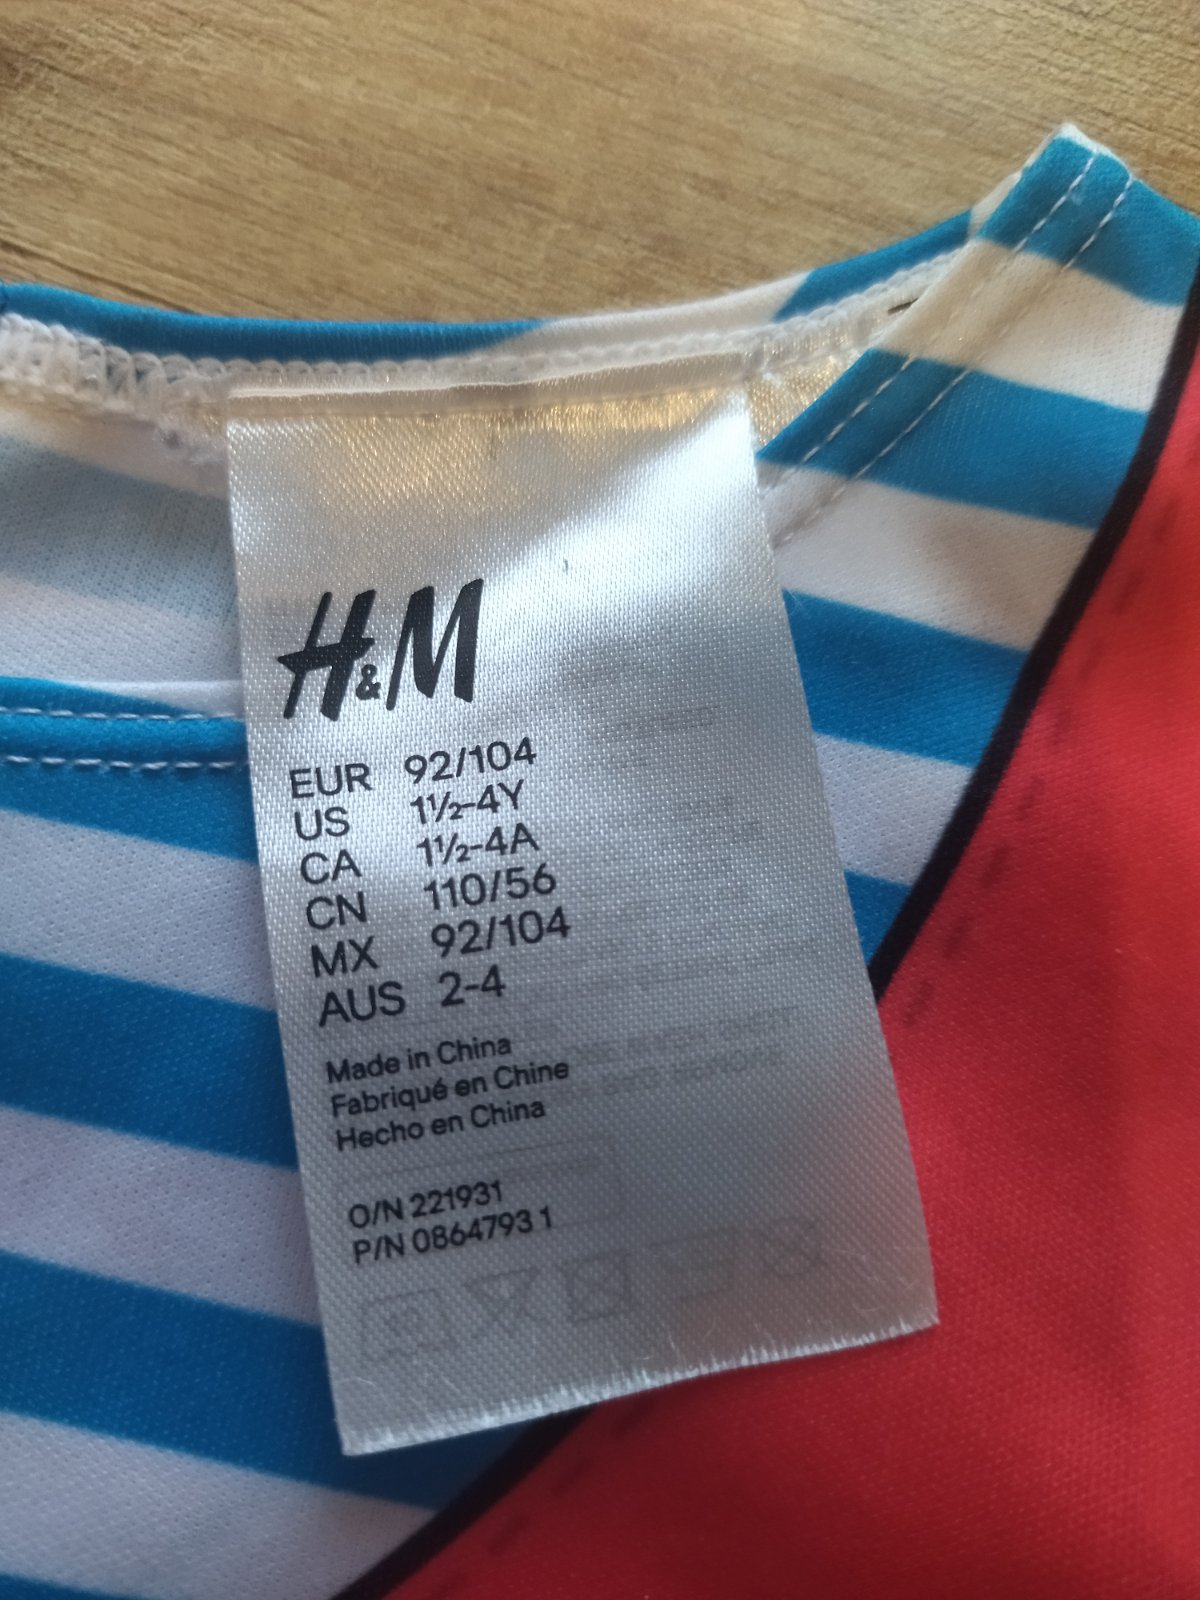 H&M
EUR 92/104
US 1½-4Y
CA 1½-4A
CN 110/56
MX 92/104
AUS 2-4
Made in China
Fabriqué en Chine
Hecho en China
O/N 221931
P/N 0864793 1